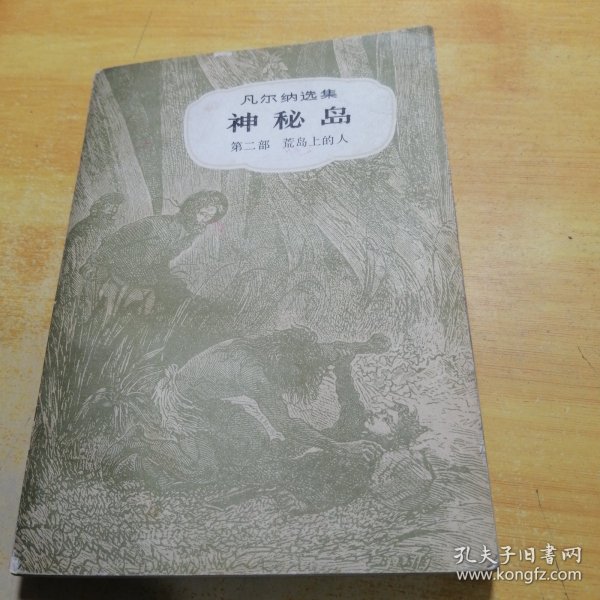 凡尔纳选集
神秘岛
第二部 荒岛上的人
孔夫子旧書网
www.kongfz.com